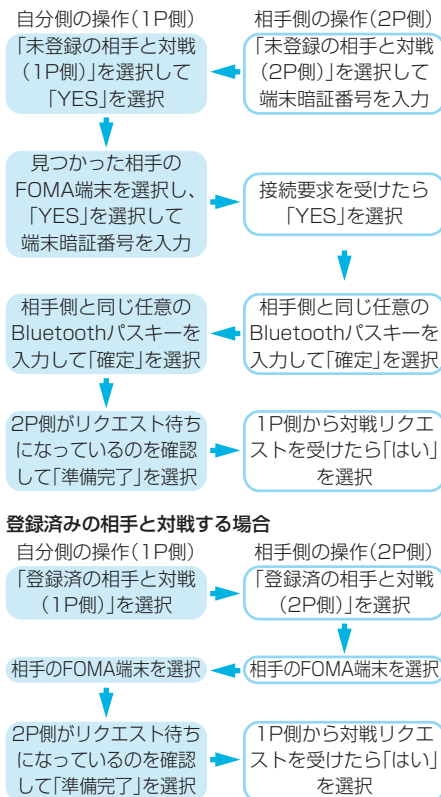 自分側の操作(1P側)
相手側の操作(2P側)
「未登録の相手と対戦
(1P側)」を選択して
「YES」を選択
「未登録の相手と対戦
(2P側)」を選択して
端末暗証番号を入力
見つかった相手の
FOMA端末を選択し、
「YES」を選択して
端末暗証番号を入力
接続要求を受けたら
「YES」を選択
相手側と同じ任意の
Bluetoothパスキーを
入力して「確定」を選択
相手側と同じ任意の
Bluetoothパスキーを
入力して「確定」を選択
2P側がリクエスト待ち
になっているのを確認
して「準備完了」を選択
1P側から対戦リクエ
ストを受けたら「はい」
を選択
登録済みの相手と対戦する場合
自分側の操作(1P側)
相手側の操作(2P側)
「登録済の相手と対戦
(1P側)」を選択
「登録済の相手と対戦
(2P側)」を選択
相手のFOMA端末を選択
相手のFOMA端末を選択
2P側がリクエスト待ち
になっているのを確認
して「準備完了」を選択
1P側から対戦リクエ
ストを受けたら「はい」
を選択